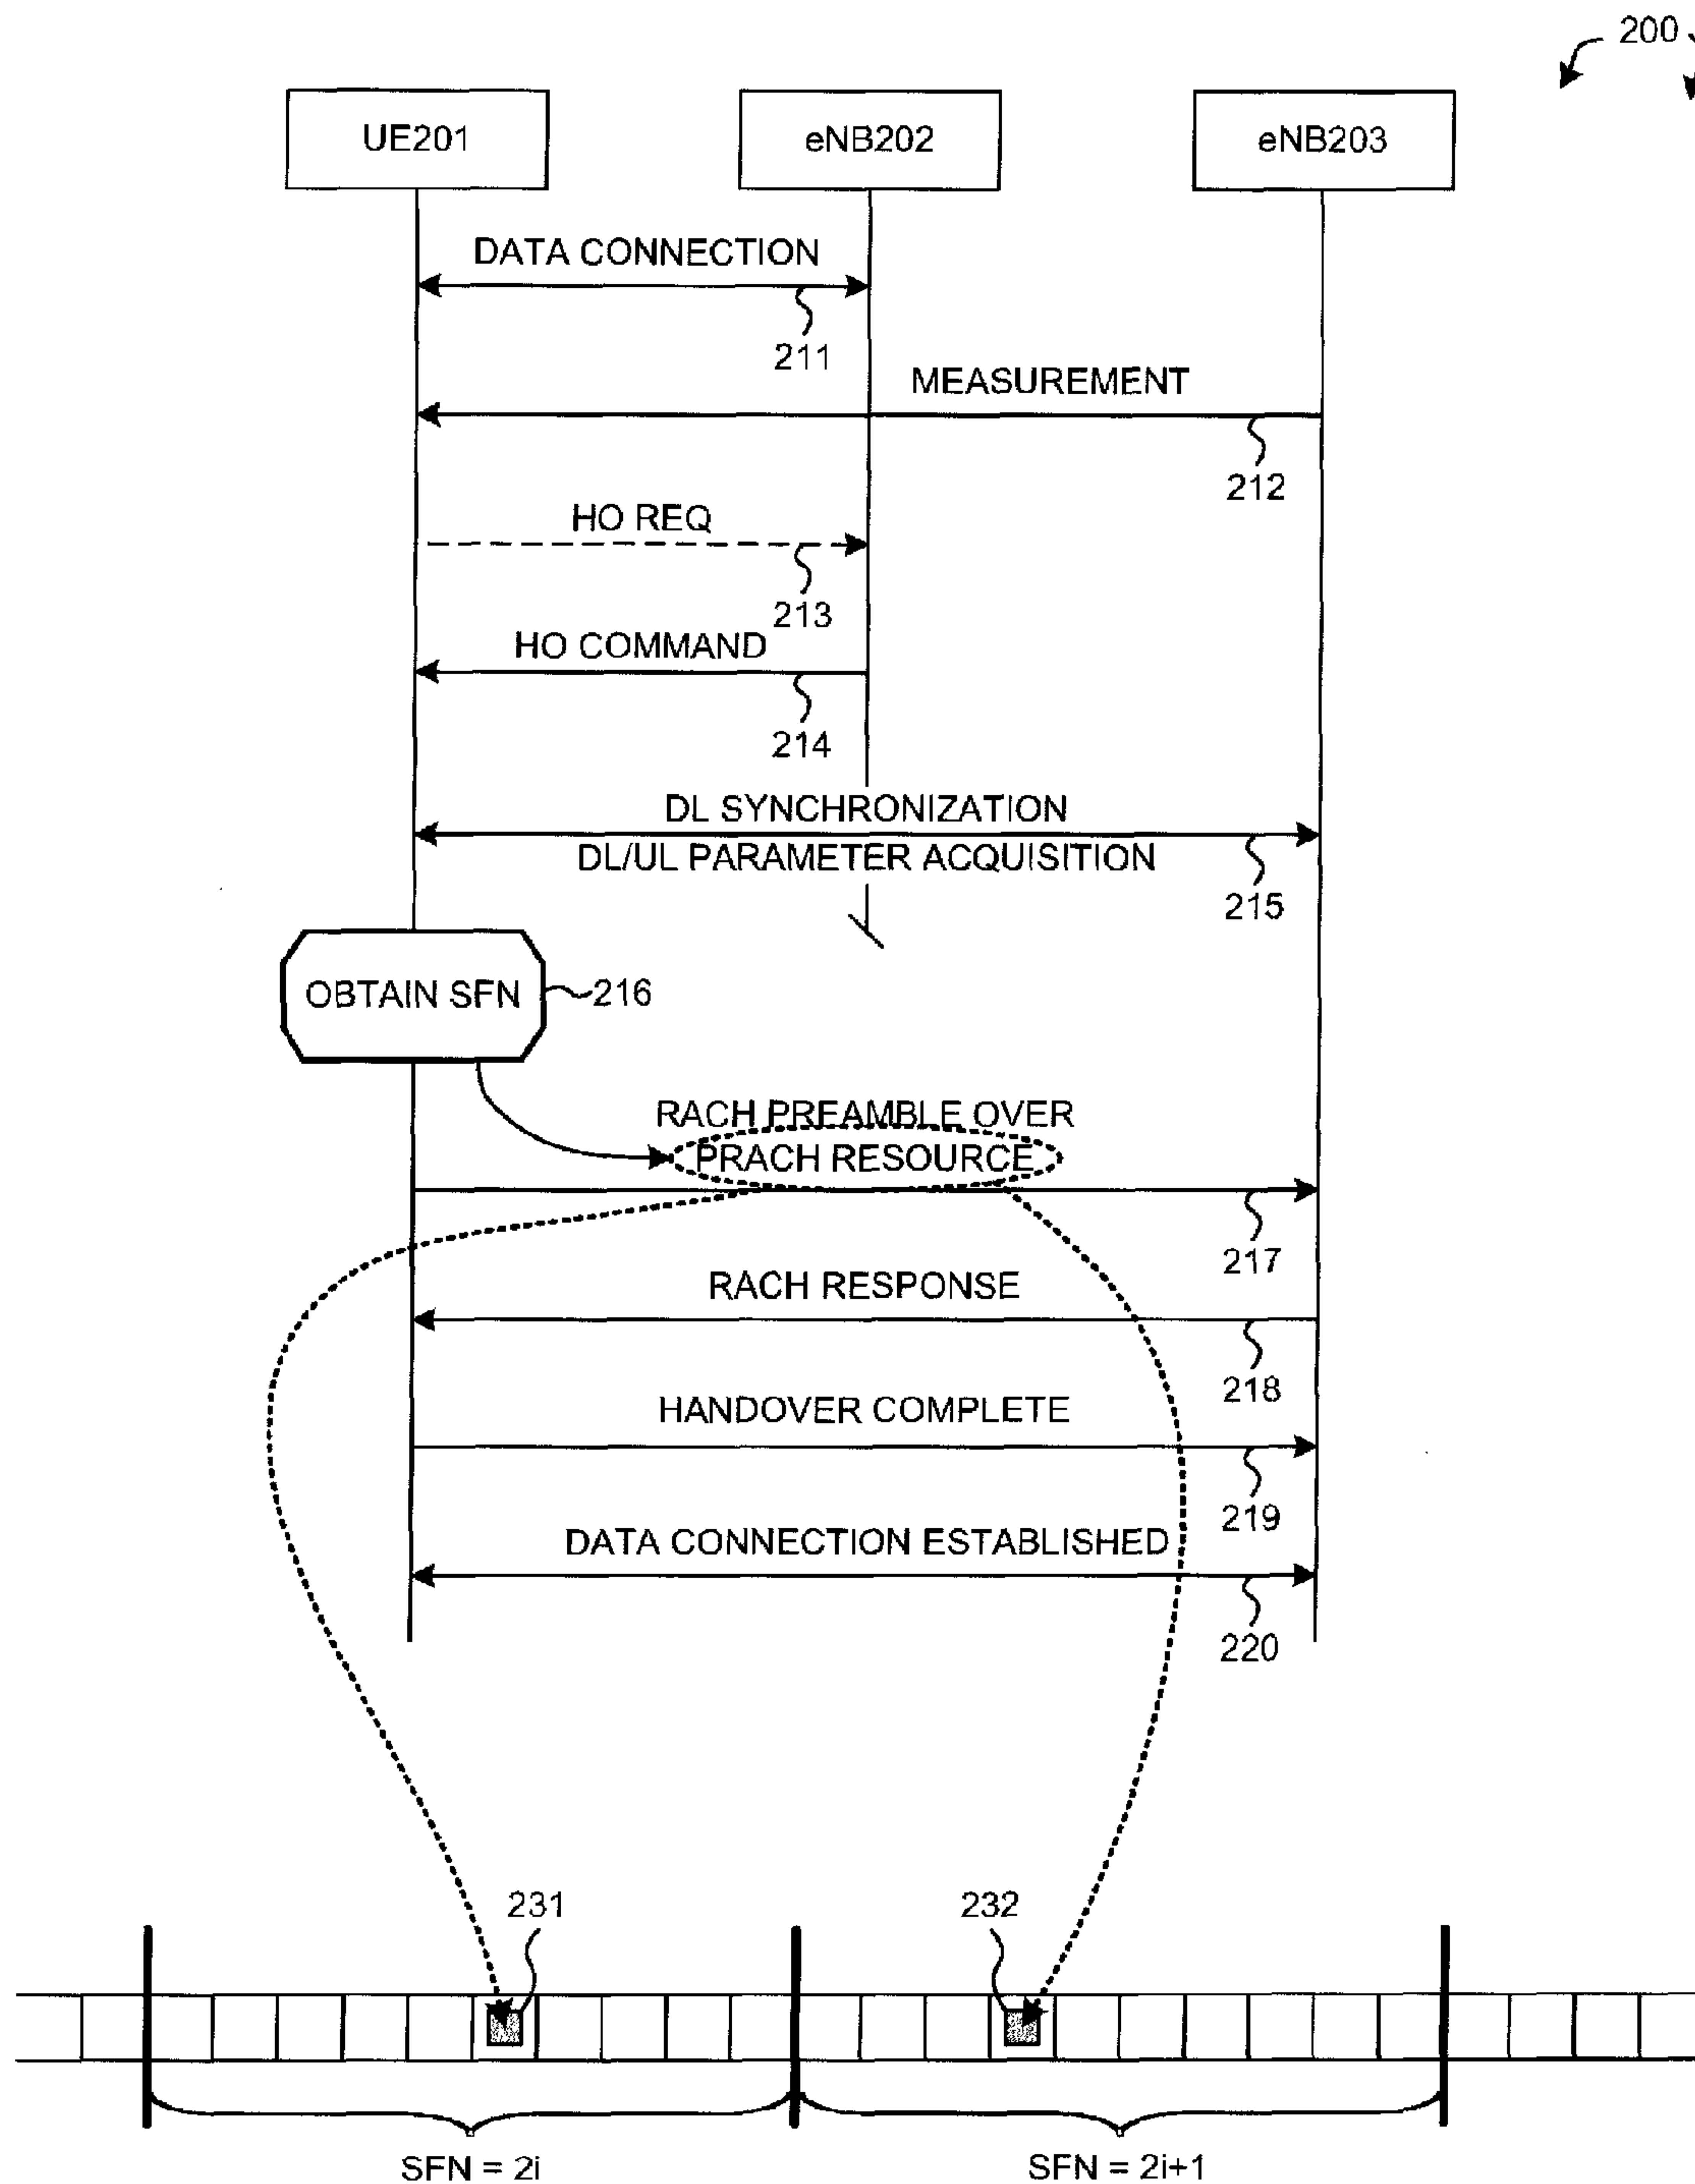 200
UE201
eNB202
eNB203
DATA CONNECTION
211
MEASUREMENT
212
HO REQ
213
HO COMMAND
214
DL SYNCHRONIZATION
DL/UL PARAMETER ACQUISITION
215
OBTAIN SFN
216
RACH PREAMBLE OVER
PRACH RESOURCE
217
RACH RESPONSE
218
HANDOVER COMPLETE
219
DATA CONNECTION ESTABLISHED
220
231
232
SFN = 2i
SFN = 2i+1